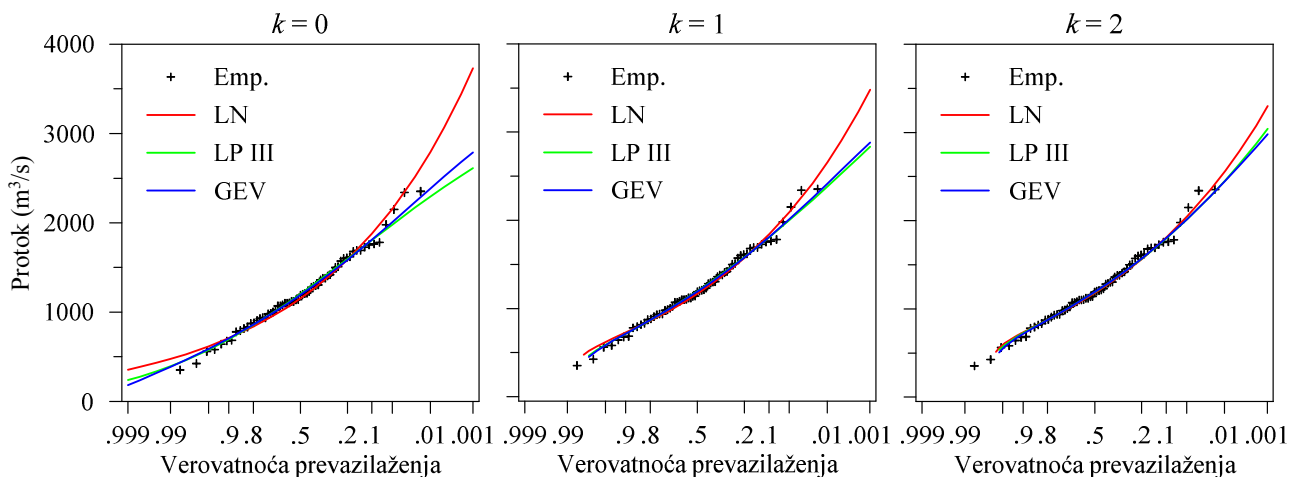 k = 0
k = 1
k = 2
Protok (m³/s)
4000
3000
2000
1000
0
Emp.
LN
LP III
GEV
.999 .99 .9 .8 .5 .2 .1 .01 .001
Verovatnoća prevazilaženja
Emp.
LN
LP III
GEV
.999 .99 .9 .8 .5 .2 .1 .01 .001
Verovatnoća prevazilaženja
Emp.
LN
LP III
GEV
.999 .99 .9 .8 .5 .2 .1 .01 .001
Verovatnoća prevazilaženja